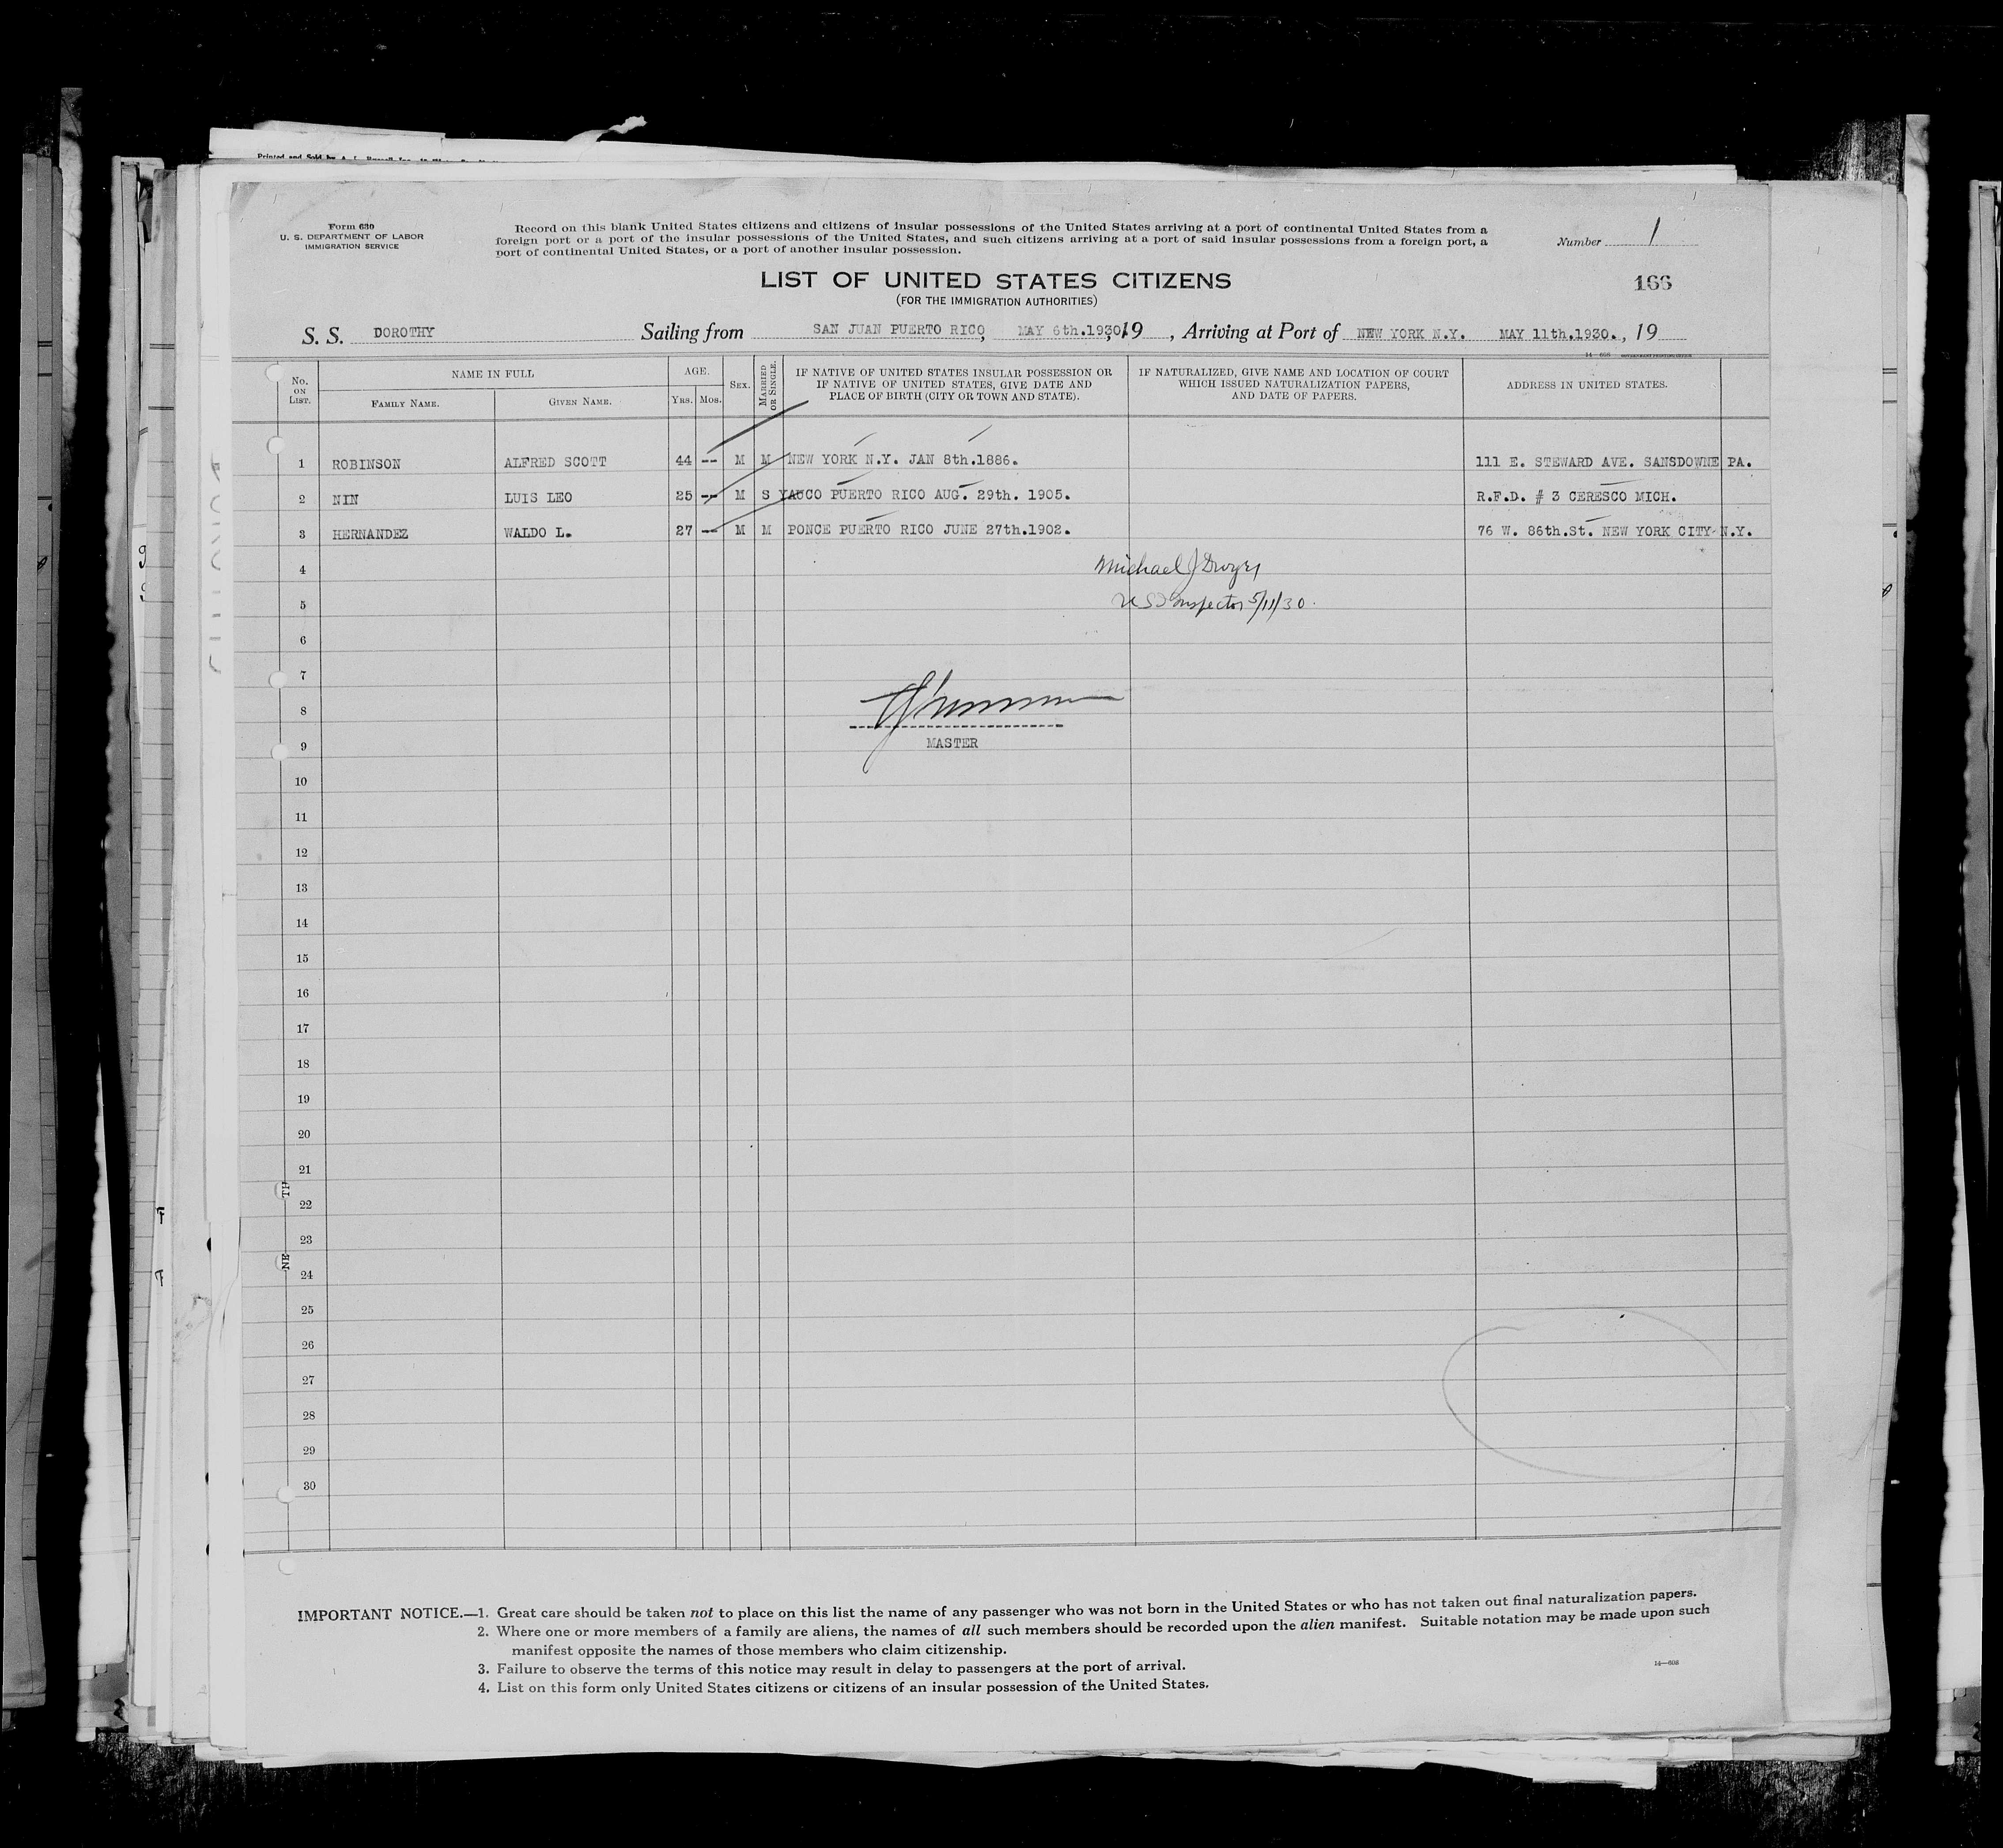 Form 630
U. S. DEPARTMENT OF LABOR
IMMIGRATION SERVICE
Record on this blank United States citizens and citizens of insular possessions of the United States arriving at a port of continental United States from a
foreign port or a port of the insular possessions of the United States, and such citizens arriving at a port of said insular possessions from a foreign port, a
port of continental United States, or a port of another insular possession.
Number 1
166
LIST OF UNITED STATES CITIZENS
(FOR THE IMMIGRATION AUTHORITIES)
S. S. DOROTHY Sailing from SAN JUAN PUERTO RICO, MAY 6th.1930, 19 , Arriving at Port of NEW YORK N.Y. MAY 11th.1930. , 19
14—608
No. ON LIST. NAME IN FULL FAMILY NAME. GIVEN NAME. AGE. YRS. MOS. SEX. MARRIED OR SINGLE. IF NATIVE OF UNITED STATES INSULAR POSSESSION OR IF NATIVE OF UNITED STATES, GIVE DATE AND PLACE OF BIRTH (CITY OR TOWN AND STATE). IF NATURALIZED, GIVE NAME AND LOCATION OF COURT WHICH ISSUED NATURALIZATION PAPERS, AND DATE OF PAPERS. ADDRESS IN UNITED STATES.
1 ROBINSON ALFRED SCOTT 44 -- M M NEW YORK N.Y. JAN 8th.1886. 111 E. STEWARD AVE. SANSDOWNE PA.
2 NIN LUIS LEO 25 -- M S YAUCO PUERTO RICO AUG. 29th. 1905. R.F.D. # 3 CERESCO MICH.
3 HERNANDEZ WALDO L. 27 -- M M PONCE PUERTO RICO JUNE 27th.1902. 76 W. 86th.St. NEW YORK CITY-N.Y.
4 Michael J Dwyer
5 US Inspector 5/11/30.
6
7
8
9 MASTER
10
11
12
13
14
15
16
17
18
19
20
21
22
23
24
25
26
27
28
29
30
IMPORTANT NOTICE.—1. Great care should be taken not to place on this list the name of any passenger who was not born in the United States or who has not taken out final naturalization papers.
2. Where one or more members of a family are aliens, the names of all such members should be recorded upon the alien manifest. Suitable notation may be made upon such
manifest opposite the names of those members who claim citizenship.
3. Failure to observe the terms of this notice may result in delay to passengers at the port of arrival.
4. List on this form only United States citizens or citizens of an insular possession of the United States.
14—608